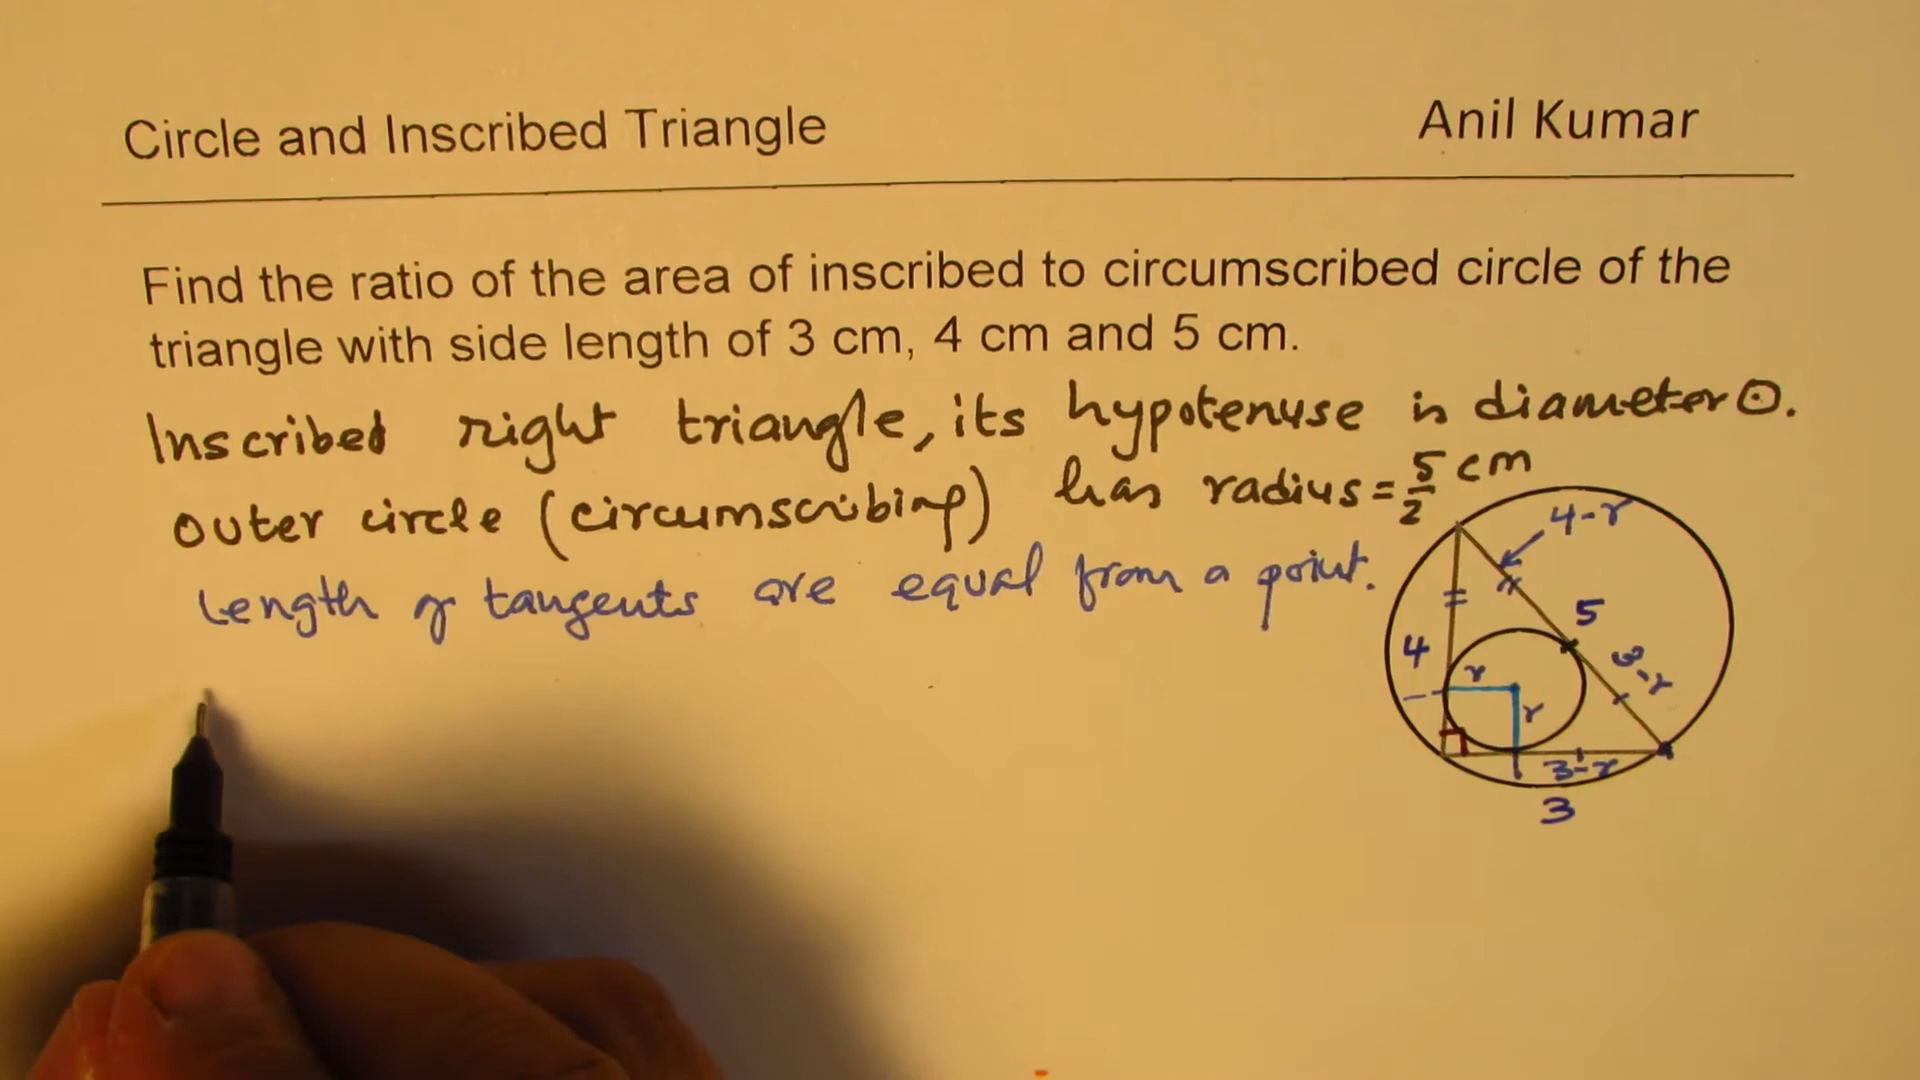 Circle and Inscribed Triangle
Anil Kumar
Find the ratio of the area of inscribed to circumscribed circle of the
triangle with side length of 3 cm, 4 cm and 5 cm.
Inscribed right triangle, its hypotenuse is diameter ⊙.
outer circle (circumscribing) has radius = 5/2 cm
length of tangents are equal from a point.
4-r
5
4
3-r
r
r
3-r
3